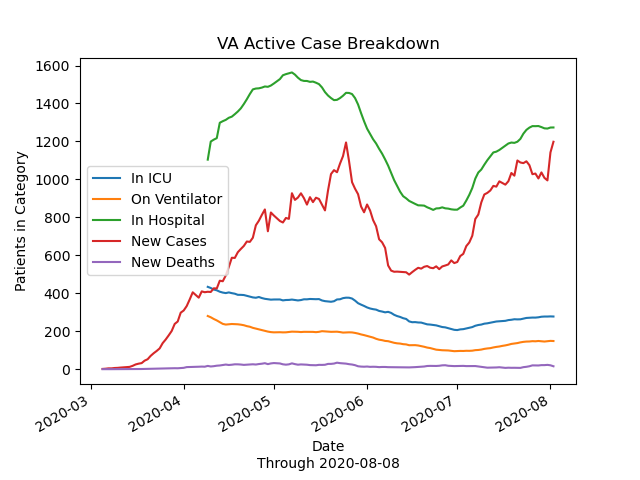 VA Active Case Breakdown
Patients in Category
1600
1400
1200
1000
800
600
400
200
0
In ICU
On Ventilator
In Hospital
New Cases
New Deaths
2020-03
2020-04
2020-05
2020-06
2020-07
2020-08
Date
Through 2020-08-08